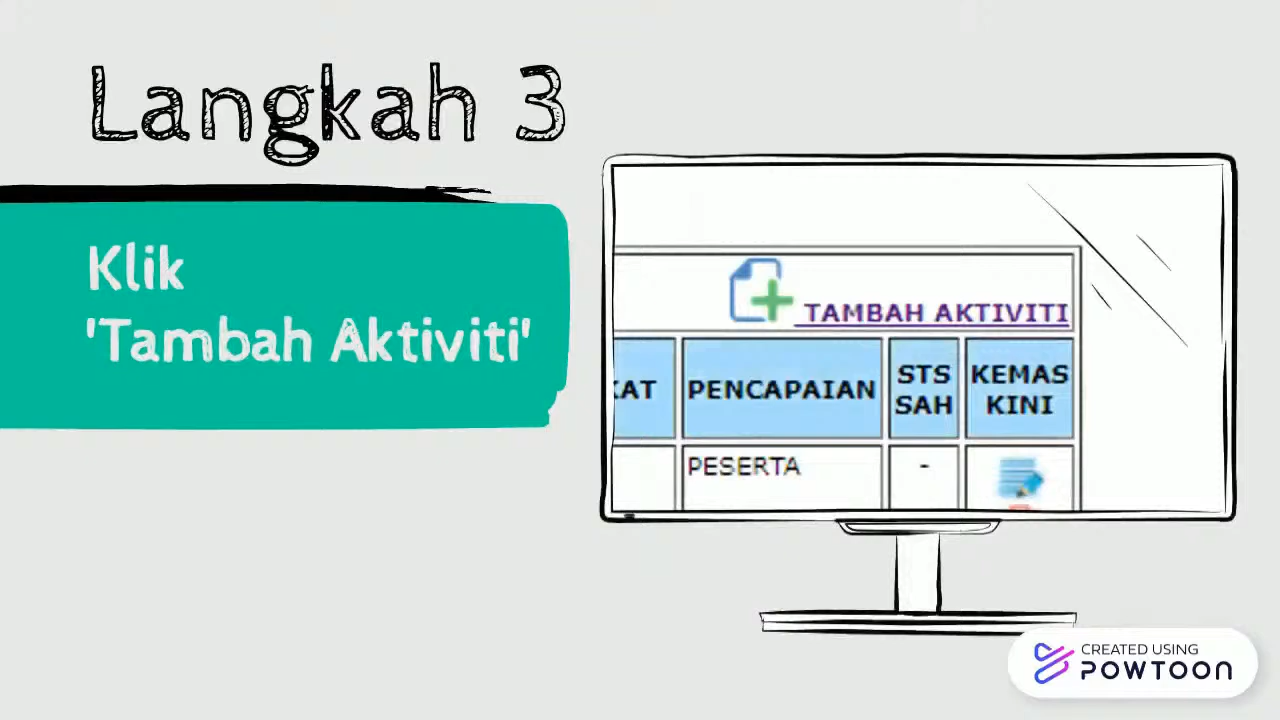 Langkah 3
Klik
'Tambah Aktiviti'
TAMBAH AKTIVITI
KAT
PENCAPAIAN
STS
SAH
KEMAS
KINI
PESERTA
-
CREATED USING
POWTOON